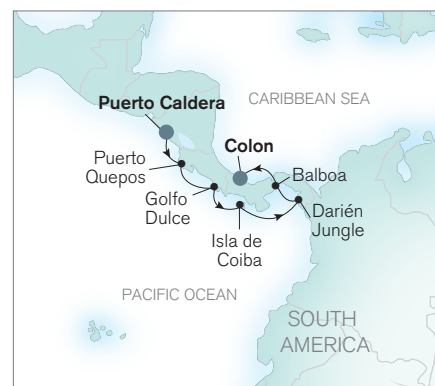 Puerto Caldera
CARIBBEAN SEA
Colon
Puerto
Quepos
Balboa
Golfo
Dulce
Darién
Jungle
Isla de
Coiba
PACIFIC OCEAN
SOUTH
AMERICA